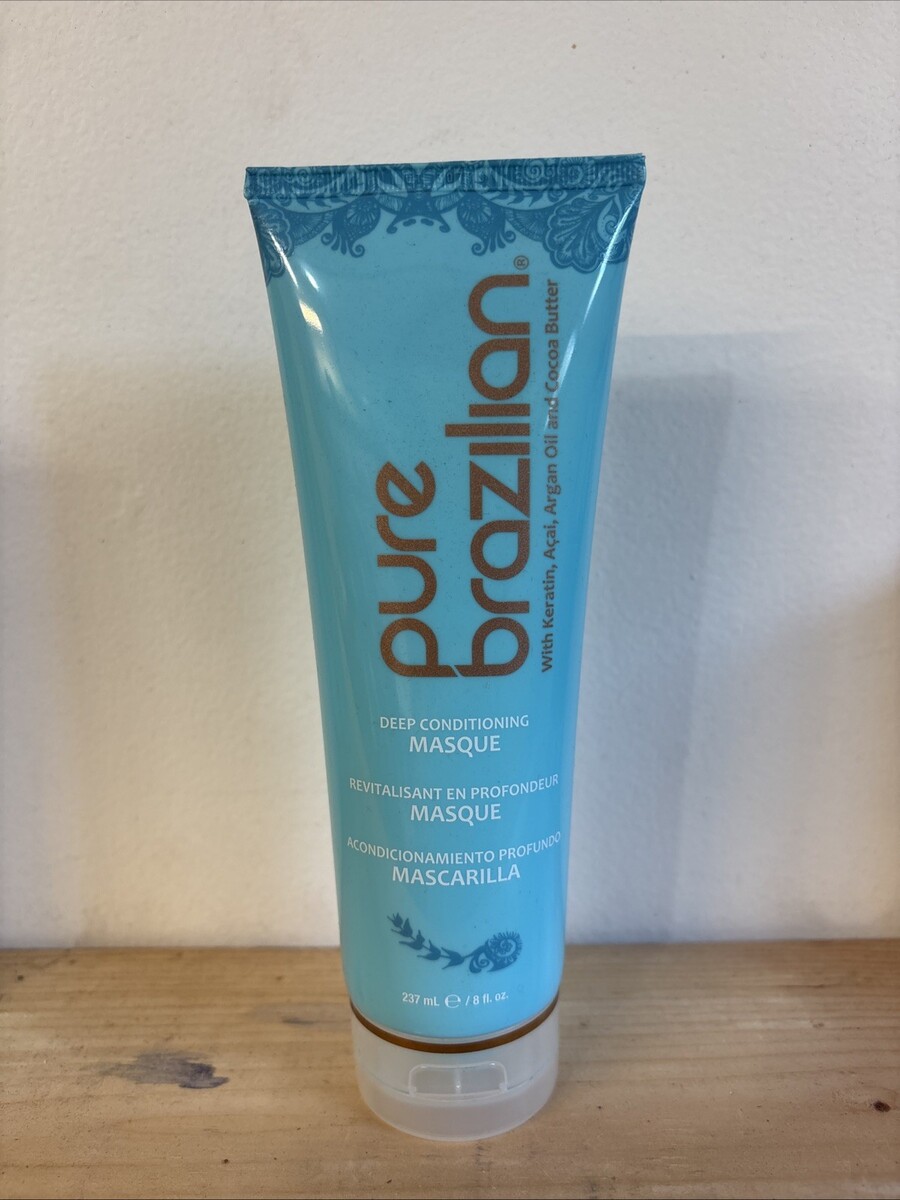 pure
brazilian®
With Keratin, Açai, Argan Oil and Cocoa Butter
DEEP CONDITIONING
MASQUE
REVITALISANT EN PROFONDEUR
MASQUE
ACONDICIONAMIENTO PROFUNDO
MASCARILLA
237 mL ℮ / 8 fl. oz.